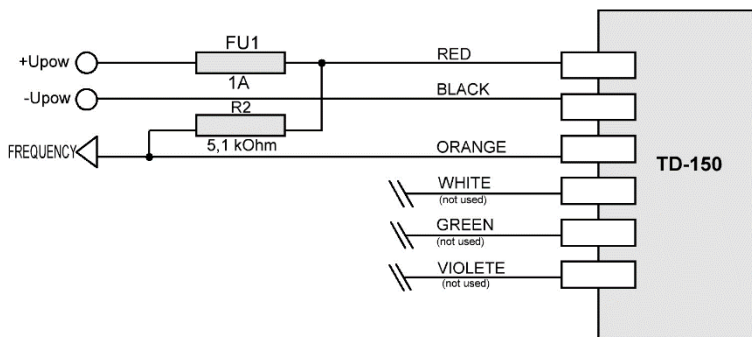 FU1
RED
+Upow
1A
BLACK
-Upow
R2
5,1 kOhm
ORANGE
FREQUENCY
TD-150
WHITE
(not used)
GREEN
(not used)
VIOLETE
(not used)